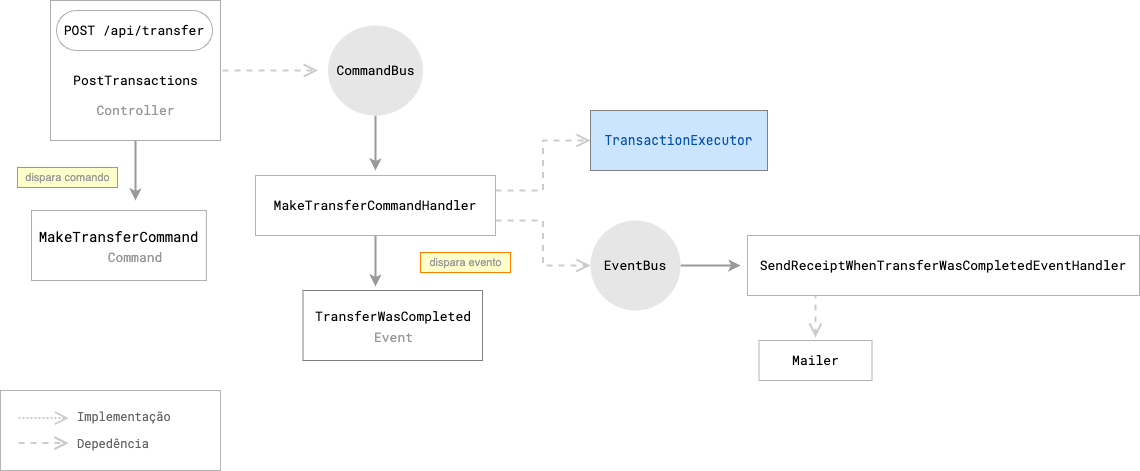 POST /api/transfer
PostTransactions
Controller
CommandBus
TransactionExecutor
dispara comando
MakeTransferCommandHandler
MakeTransferCommand
Command
dispara evento
EventBus
SendReceiptWhenTransferWasCompletedEventHandler
TransferWasCompleted
Event
Mailer
Implementação
Depedência